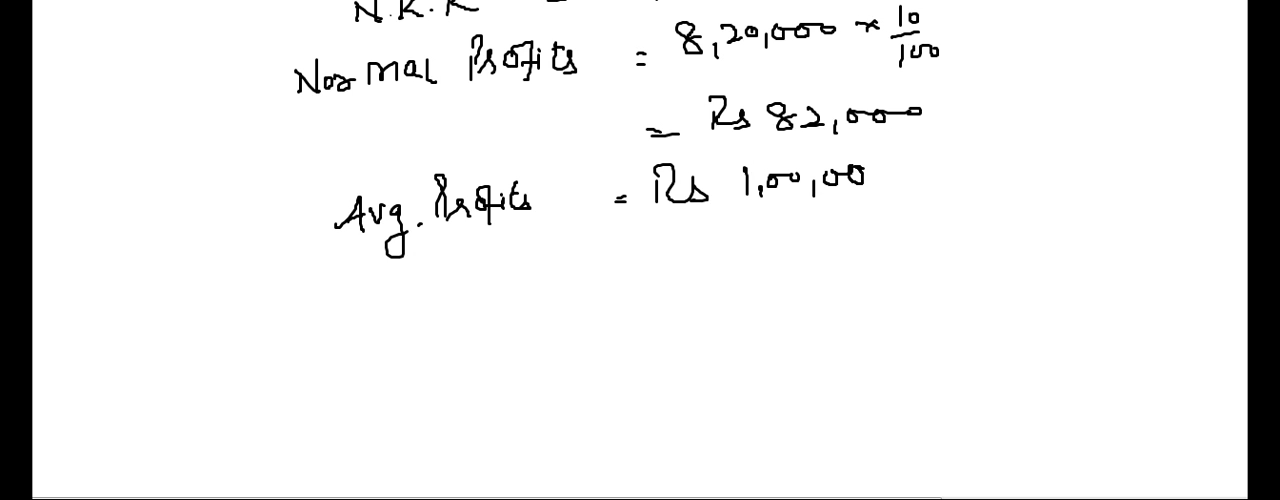 N.R.R =
Normal Profits = 8,20,000 × 10/100
= Rs 82,000
Avg. Profits = Rs 1,00,00